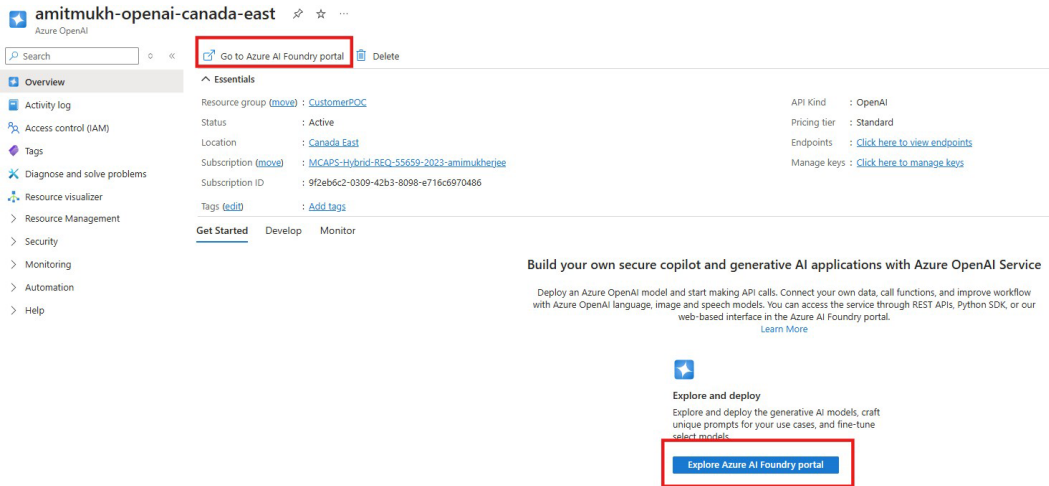 amitmukh-openai-canada-east
Azure OpenAI
Search
Go to Azure AI Foundry portal
Delete
Overview
Activity log
Access control (IAM)
Tags
Diagnose and solve problems
Resource visualizer
Resource Management
Security
Monitoring
Automation
Help
Essentials
Resource group (move) : CustomerPOC
Status : Active
Location : Canada East
Subscription (move) : MCAPS-Hybrid-REQ-55659-2023-amimukherjee
Subscription ID : 9f2eb6c2-0309-42b3-8098-e716c6970486
Tags (edit) : Add tags
API Kind : OpenAI
Pricing tier : Standard
Endpoints : Click here to view endpoints
Manage keys : Click here to manage keys
Get Started Develop Monitor
Build your own secure copilot and generative AI applications with Azure OpenAI Service
Deploy an Azure OpenAI model and start making API calls. Connect your own data, call functions, and improve workflow
with Azure OpenAI language, image and speech models. You can access the service through REST APIs, Python SDK, or our
web-based interface in the Azure AI Foundry portal.
Learn More
Explore and deploy
Explore and deploy the generative AI models, craft
unique prompts for your use cases, and fine-tune
select models.
Explore Azure AI Foundry portal